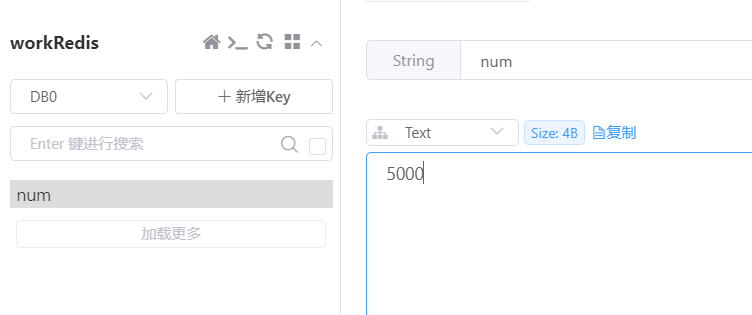 workRedis
DB0
新增Key
Enter 键进行搜索
num
加载更多
String
num
Text
Size: 4B
复制
5000